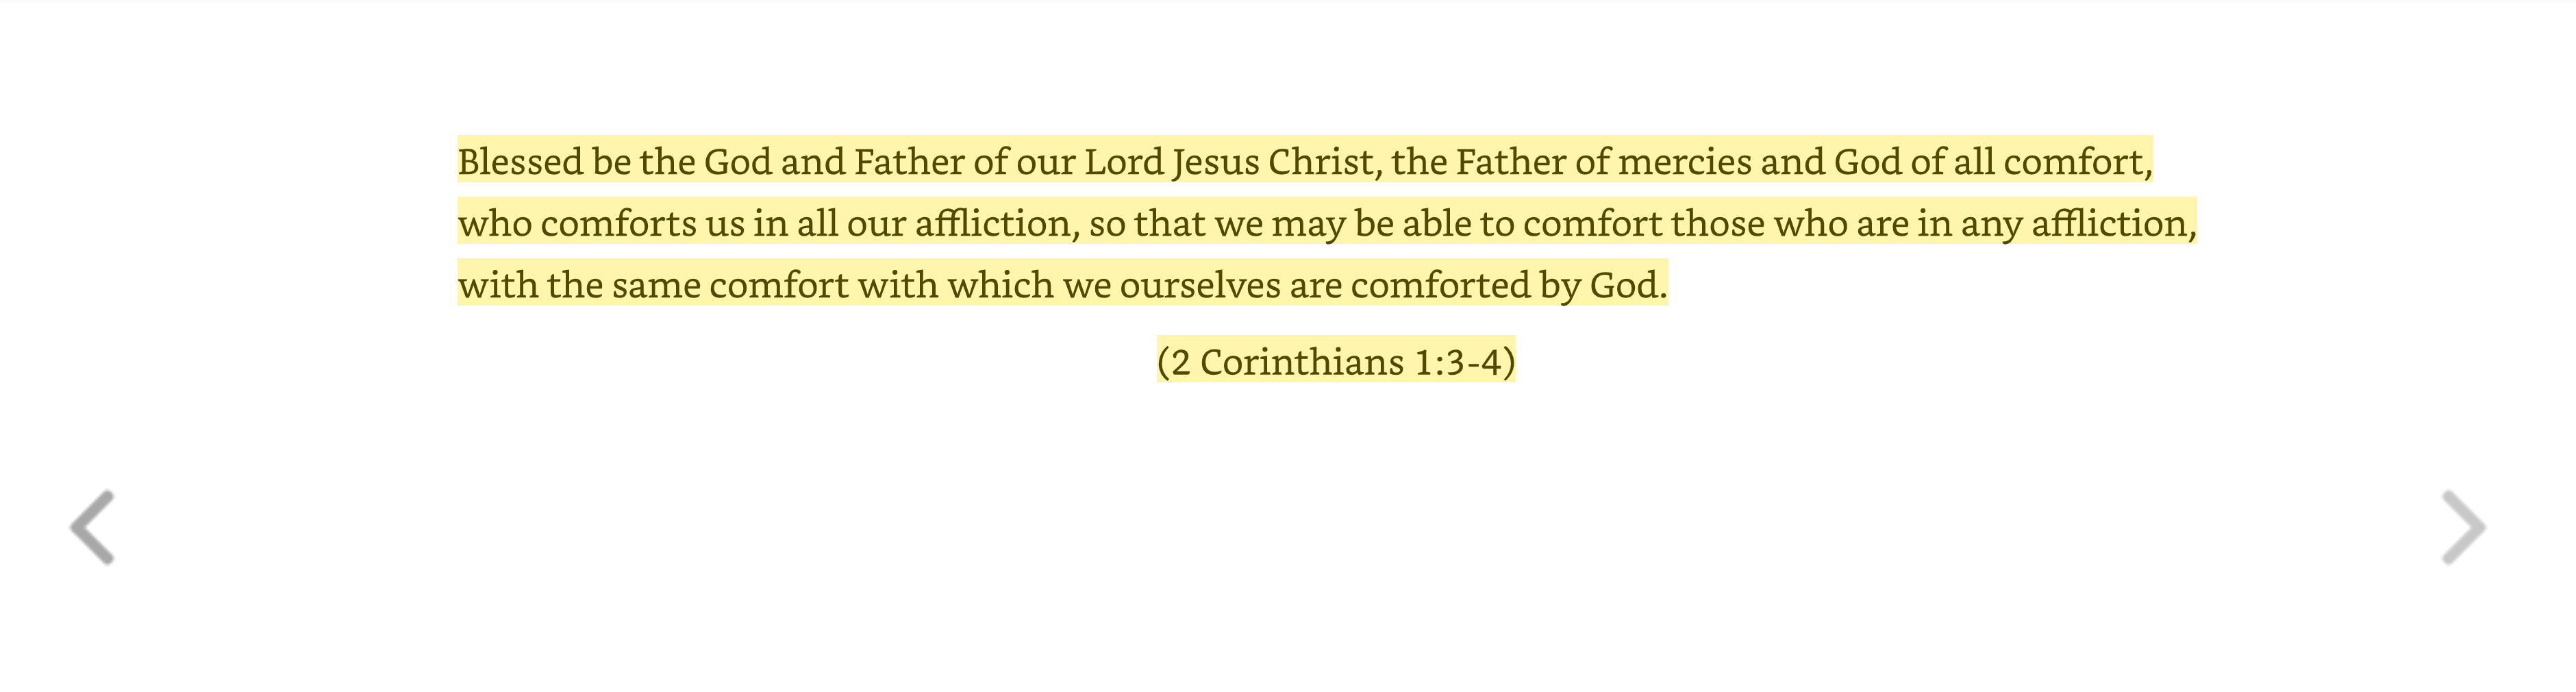 Blessed be the God and Father of our Lord Jesus Christ, the Father of mercies and God of all comfort,
who comforts us in all our affliction, so that we may be able to comfort those who are in any affliction,
with the same comfort with which we ourselves are comforted by God.
(2 Corinthians 1:3-4)